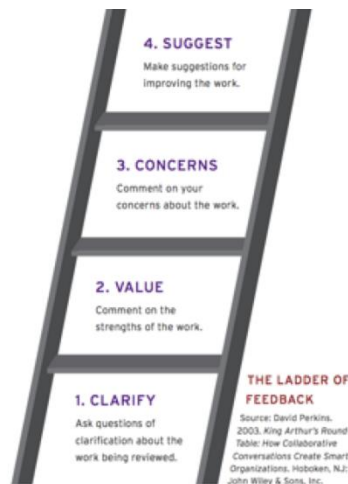 4. SUGGEST
Make suggestions for
improving the work.
3. CONCERNS
Comment on your
concerns about the work.
2. VALUE
Comment on the
strengths of the work.
1. CLARIFY
Ask questions of
clarification about the
work being reviewed.
THE LADDER OF
FEEDBACK
Source: David Perkins.
2003. King Arthur's Round
Table: How Collaborative
Conversations Create Smart
Organizations. Hoboken, NJ:
John Wiley & Sons, Inc.